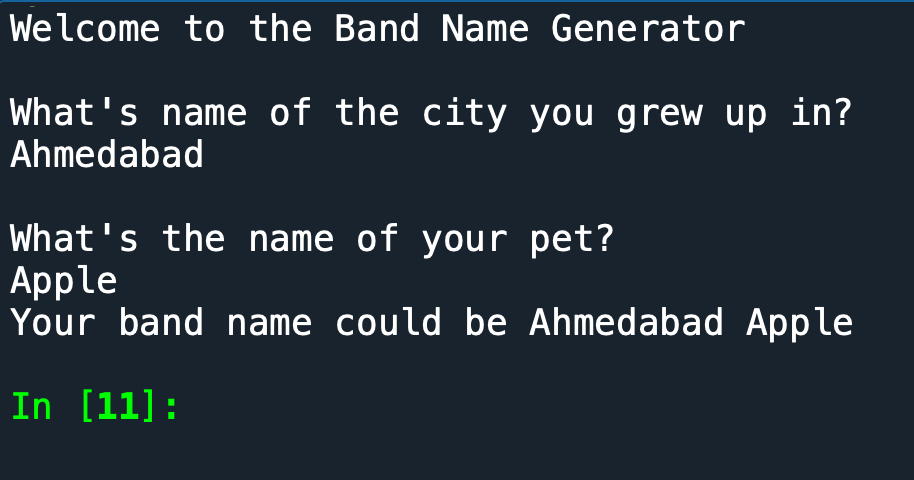 Welcome to the Band Name Generator
What's name of the city you grew up in?
Ahmedabad
What's the name of your pet?
Apple
Your band name could be Ahmedabad Apple
In [11]: